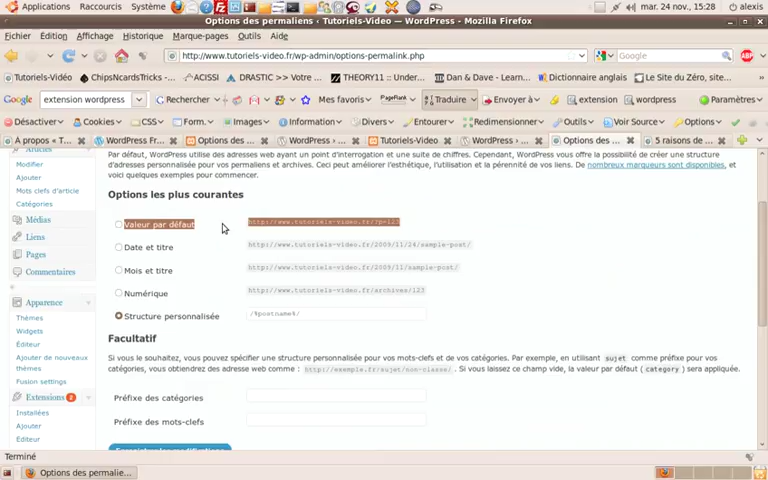 Applications Raccourcis Système mar. 24 nov., 15:28 alexis
Options des permaliens ‹ Tutoriels-Video — WordPress - Mozilla Firefox
Fichier Édition Affichage Historique Marque-pages Outils Aide
http://www.tutoriels-video.fr/wp-admin/options-permalink.php Google
Tutoriels-Vidéo ChipsNcardsTricks -... ACISSI DRASTIC >> Votre ... THEORY11 :: Under... Dan & Dave - Learn... Dictionnaire anglais Le Site du Zéro, site...
Google extension wordpress Rechercher Mes favoris PageRank Traduire Envoyer à extension wordpress Paramètres
Désactiver Cookies CSS Form. Images Information Divers Entourer Redimensionner Outils Voir Source Options
A propos « T... WordPress Fr... Options des ... WordPress › ... Tutoriels-Video WordPress › ... Options des ... 5 raisons de ...
Articles
Modifier
Ajouter
Mots clefs d'article
Catégories
Médias
Liens
Pages
Commentaires
Apparence
Thèmes
Widgets
Éditeur
Ajouter de nouveaux
thèmes
Fusion settings
Extensions 2
Installées
Ajouter
Éditeur
Par défaut, WordPress utilise des adresses web ayant un point d'interrogation et une suite de chiffres. Cependant, WordPress vous offre la possibilité de créer une structure
d'adresses personnalisée pour vos permaliens et archives. Ceci peut améliorer l'esthétique, l'utilisation et la pérennité de vos liens. De nombreux marqueurs sont disponibles, et
voici quelques exemples pour commencer.
Options les plus courantes
Valeur par défaut http://www.tutoriels-video.fr/?p=123
Date et titre http://www.tutoriels-video.fr/2009/11/24/sample-post/
Mois et titre http://www.tutoriels-video.fr/2009/11/sample-post/
Numérique http://www.tutoriels-video.fr/archives/123
Structure personnalisée /%postname%/
Facultatif
Si vous le souhaitez, vous pouvez spécifier une structure personnalisée pour vos mots-clefs et de vos catégories. Par exemple, en utilisant sujet comme préfixe pour vos
catégories, vous obtiendrez des adresse web comme : http://exemple.fr/sujet/non-classe/ . Si vous laissez ce champ vide, la valeur par défaut ( category ) sera appliquée.
Préfixe des catégories
Préfixe des mots-clefs
Enregistrer les modifications
Terminé
Options des permalie...